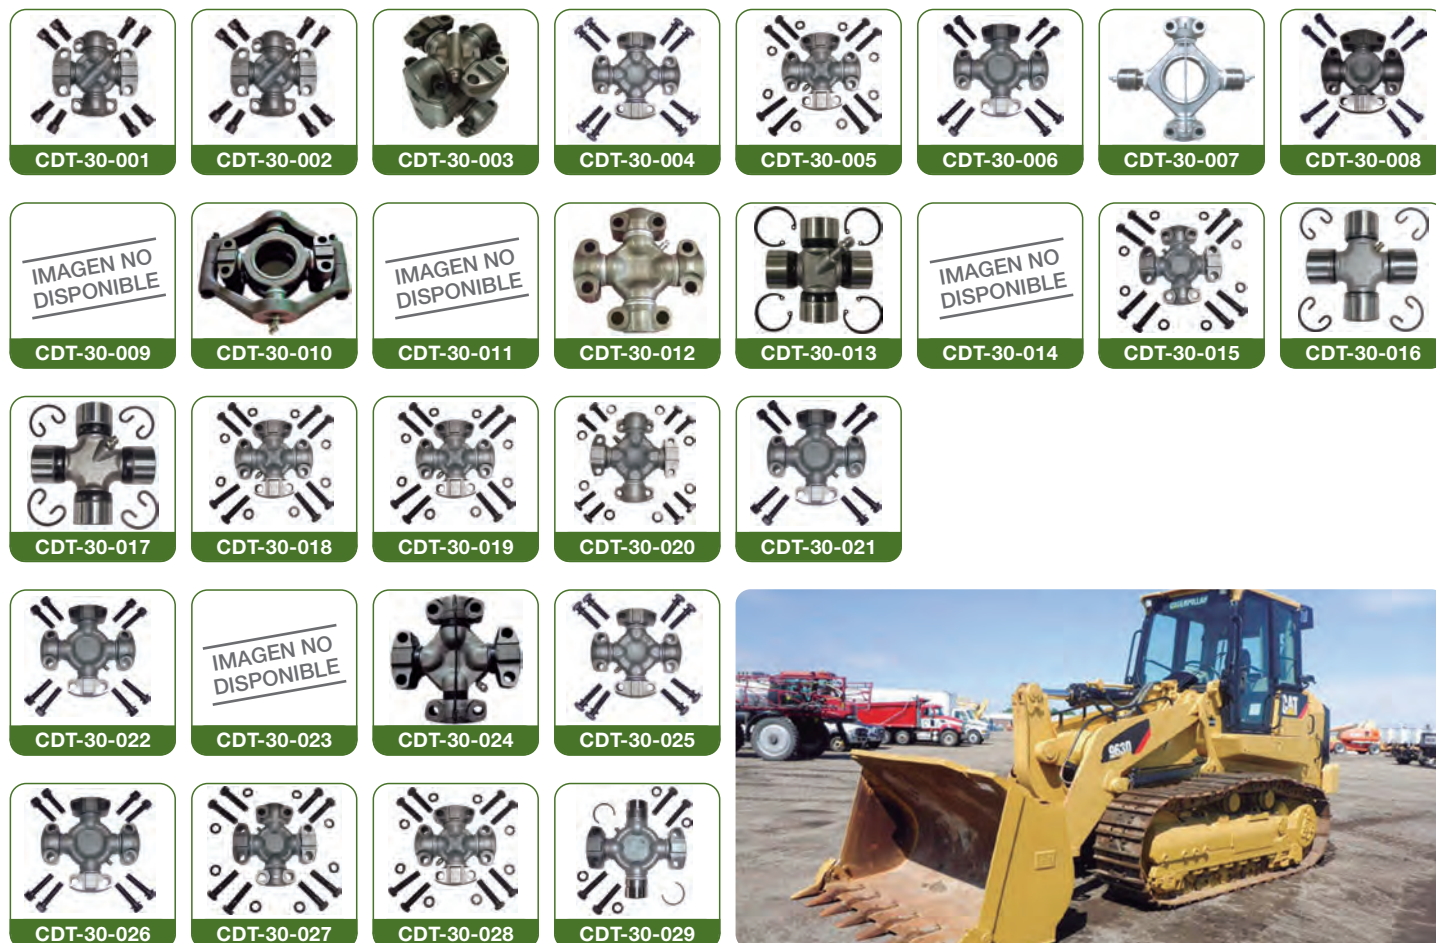 CDT-30-001
CDT-30-002
CDT-30-003
CDT-30-004
CDT-30-005
CDT-30-006
CDT-30-007
CDT-30-008
IMAGEN NO
DISPONIBLE
CDT-30-009
CDT-30-010
IMAGEN NO
DISPONIBLE
CDT-30-011
CDT-30-012
CDT-30-013
IMAGEN NO
DISPONIBLE
CDT-30-014
CDT-30-015
CDT-30-016
CDT-30-017
CDT-30-018
CDT-30-019
CDT-30-020
CDT-30-021
CDT-30-022
IMAGEN NO
DISPONIBLE
CDT-30-023
CDT-30-024
CDT-30-025
CATERPILLAR
CAT
963D
CDT-30-026
CDT-30-027
CDT-30-028
CDT-30-029